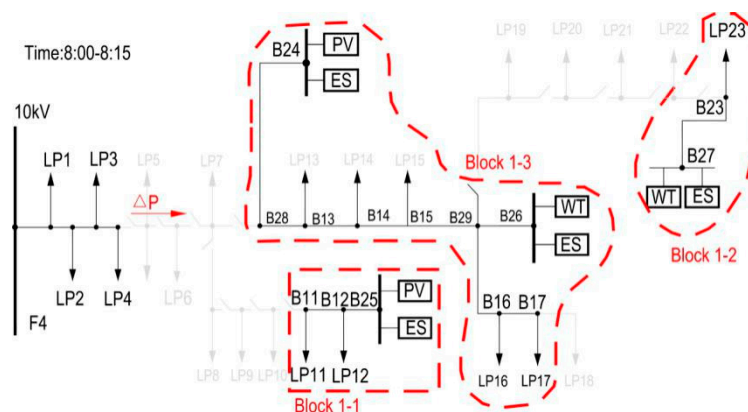 Time:8:00-8:15
10kV
F4
LP1
LP3
LP2
LP4
LP5
△P
LP6
LP7
LP8
LP9
LP10
B24
PV
ES
LP13
LP14
LP15
B28
B13
B14
B15
B29
B26
WT
ES
Block 1-3
LP19
LP20
LP21
LP22
LP23
B23
B27
WT
ES
Block 1-2
B11
B12
B25
PV
ES
LP11
LP12
Block 1-1
B16
B17
LP16
LP17
LP18